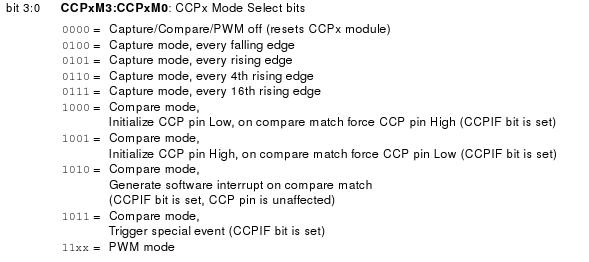 bit 3:0 CCPxM3:CCPxM0: CCPx Mode Select bits
0000 = Capture/Compare/PWM off (resets CCPx module)
0100 = Capture mode, every falling edge
0101 = Capture mode, every rising edge
0110 = Capture mode, every 4th rising edge
0111 = Capture mode, every 16th rising edge
1000 = Compare mode,
Initialize CCP pin Low, on compare match force CCP pin High (CCPIF bit is set)
1001 = Compare mode,
Initialize CCP pin High, on compare match force CCP pin Low (CCPIF bit is set)
1010 = Compare mode,
Generate software interrupt on compare match
(CCPIF bit is set, CCP pin is unaffected)
1011 = Compare mode,
Trigger special event (CCPIF bit is set)
11xx = PWM mode